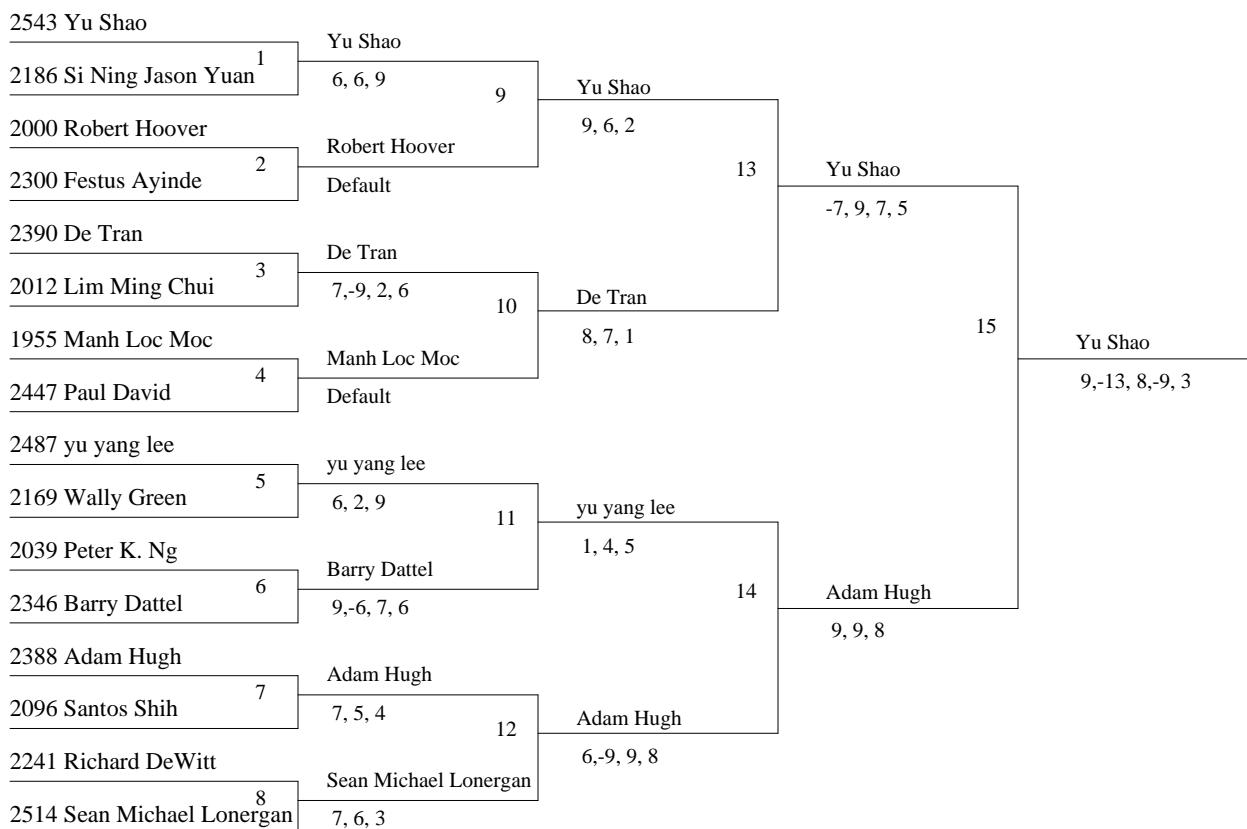 2543 Yu Shao
1
2186 Si Ning Jason Yuan
Yu Shao
6, 6, 9
9
2000 Robert Hoover
2
2300 Festus Ayinde
Robert Hoover
Default
Yu Shao
9, 6, 2
13
2390 De Tran
3
2012 Lim Ming Chui
De Tran
7,-9, 2, 6
10
1955 Manh Loc Moc
4
2447 Paul David
Manh Loc Moc
Default
De Tran
8, 7, 1
Yu Shao
-7, 9, 7, 5
15
2487 yu yang lee
5
2169 Wally Green
yu yang lee
6, 2, 9
11
2039 Peter K. Ng
6
2346 Barry Dattel
Barry Dattel
9,-6, 7, 6
yu yang lee
1, 4, 5
14
2388 Adam Hugh
7
2096 Santos Shih
Adam Hugh
7, 5, 4
12
2241 Richard DeWitt
8
2514 Sean Michael Lonergan
Sean Michael Lonergan
7, 6, 3
Adam Hugh
6,-9, 9, 8
Adam Hugh
9, 9, 8
Yu Shao
9,-13, 8,-9, 3